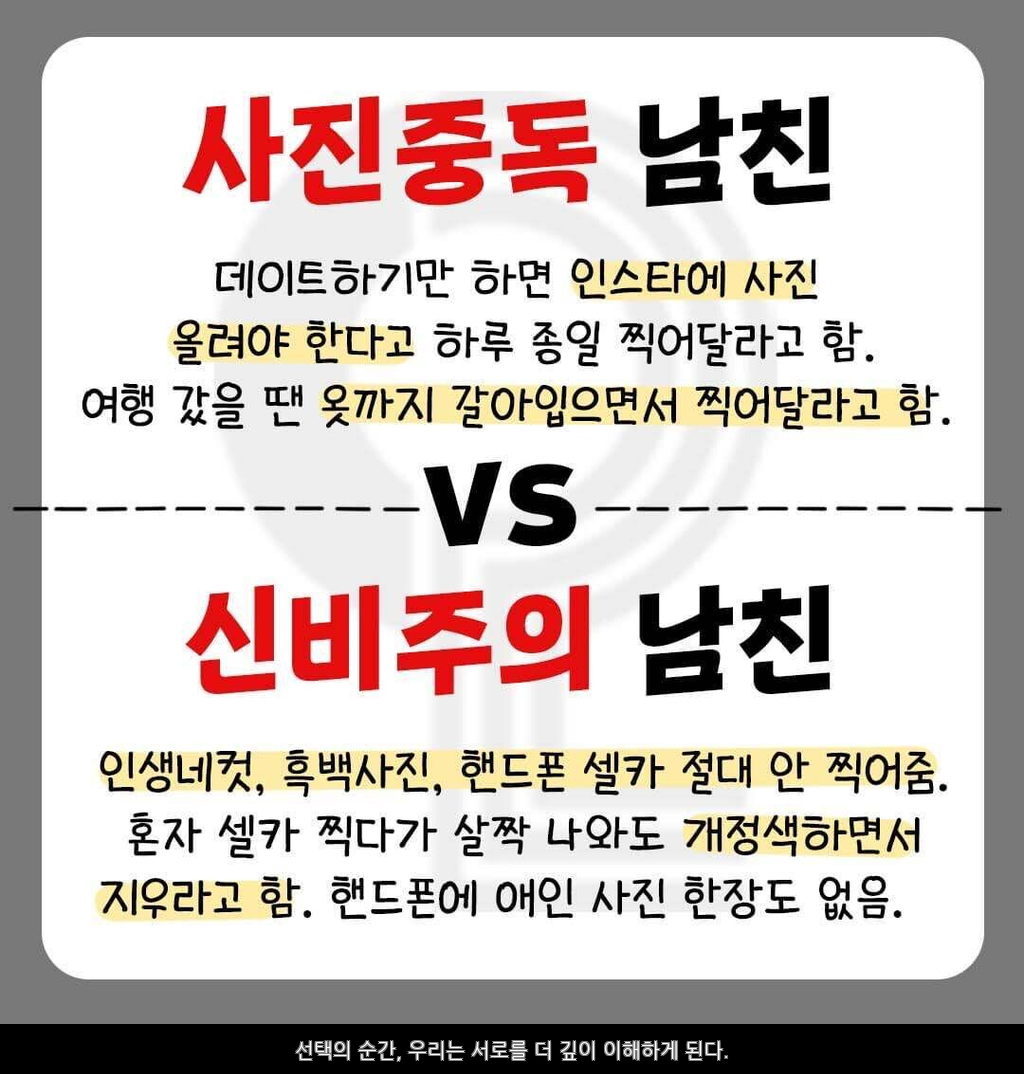 사진중독 남친
데이트하기만 하면 인스타에 사진
올려야 한다고 하루 종일 찍어달라고 함.
여행 갔을 땐 옷까지 갈아입으면서 찍어달라고 함.
VS
신비주의 남친
인생네컷, 흑백사진, 핸드폰 셀카 절대 안 찍어줌.
혼자 셀카 찍다가 살짝 나와도 개정색하면서
지우라고 함. 핸드폰에 애인 사진 한장도 없음.
선택의 순간, 우리는 서로를 더 깊이 이해하게 된다.